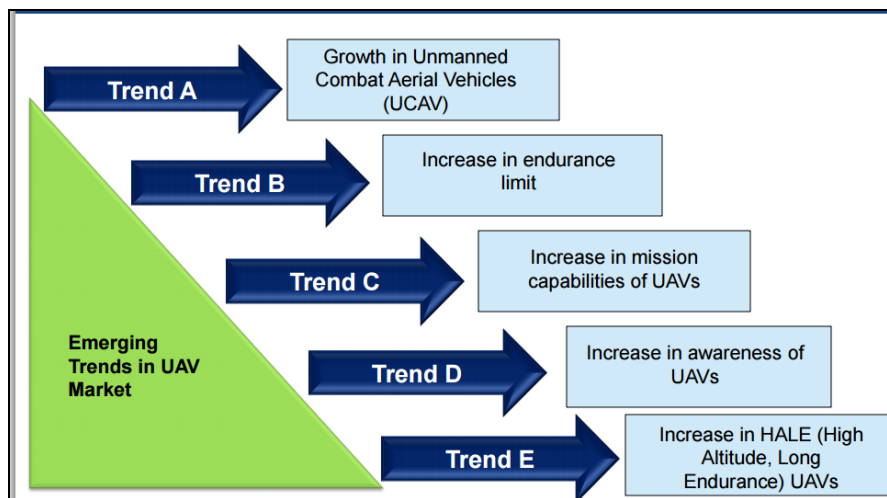 Trend A
Growth in Unmanned
Combat Aerial Vehicles
(UCAV)
Trend B
Increase in endurance
limit
Trend C
Increase in mission
capabilities of UAVs
Emerging
Trends in UAV
Market
Trend D
Increase in awareness of
UAVs
Trend E
Increase in HALE (High
Altitude, Long
Endurance) UAVs